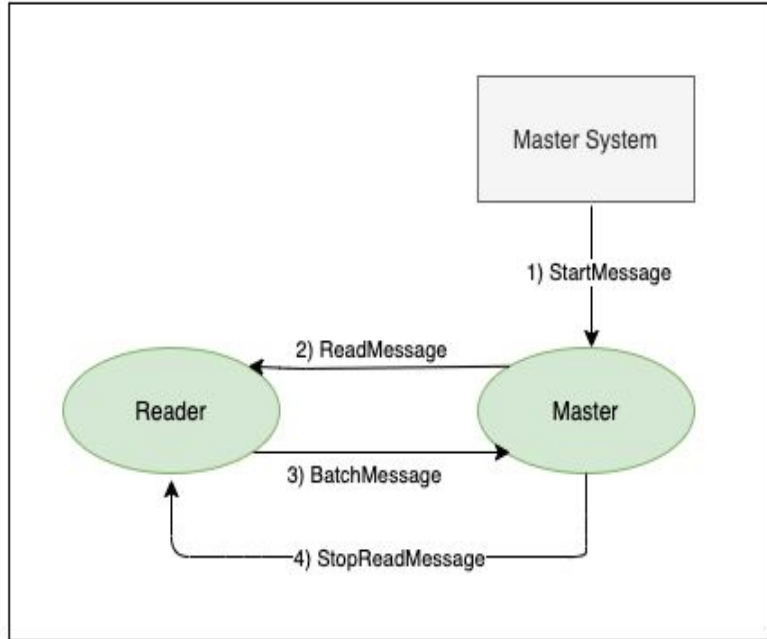 Master System
1) StartMessage
2) ReadMessage
Reader
Master
3) BatchMessage
4) StopReadMessage